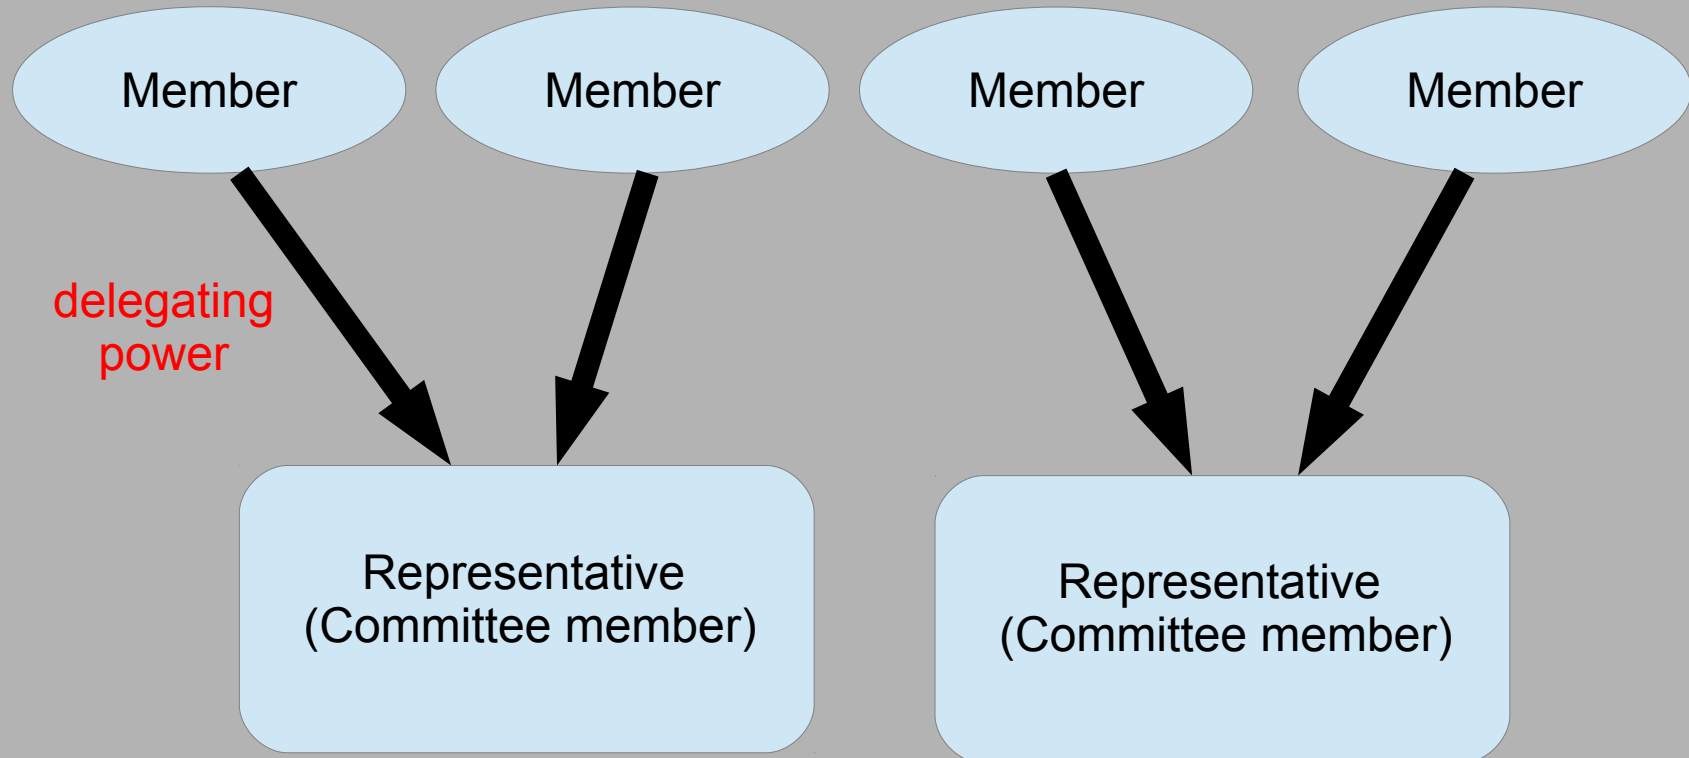 Member
Member
Member
Member
delegating
power
Representative
(Committee member)
Representative
(Committee member)